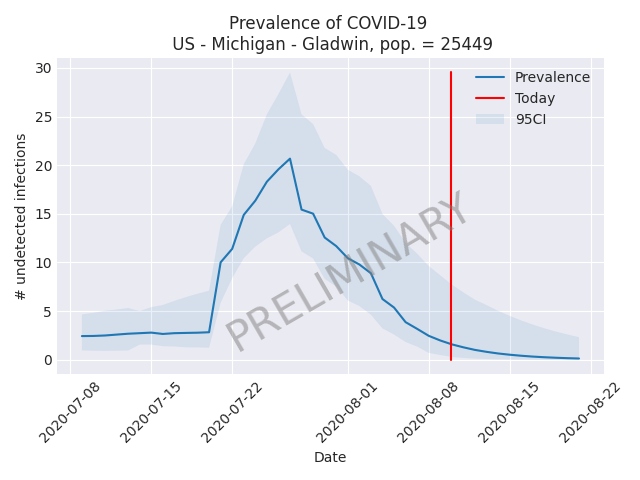 Prevalence of COVID-19
US - Michigan - Gladwin, pop. = 25449
# undetected infections
30
25
20
15
10
5
0
Prevalence
Today
95CI
PRELIMINARY
2020-07-08
2020-07-15
2020-07-22
2020-08-01
2020-08-08
2020-08-15
2020-08-22
Date